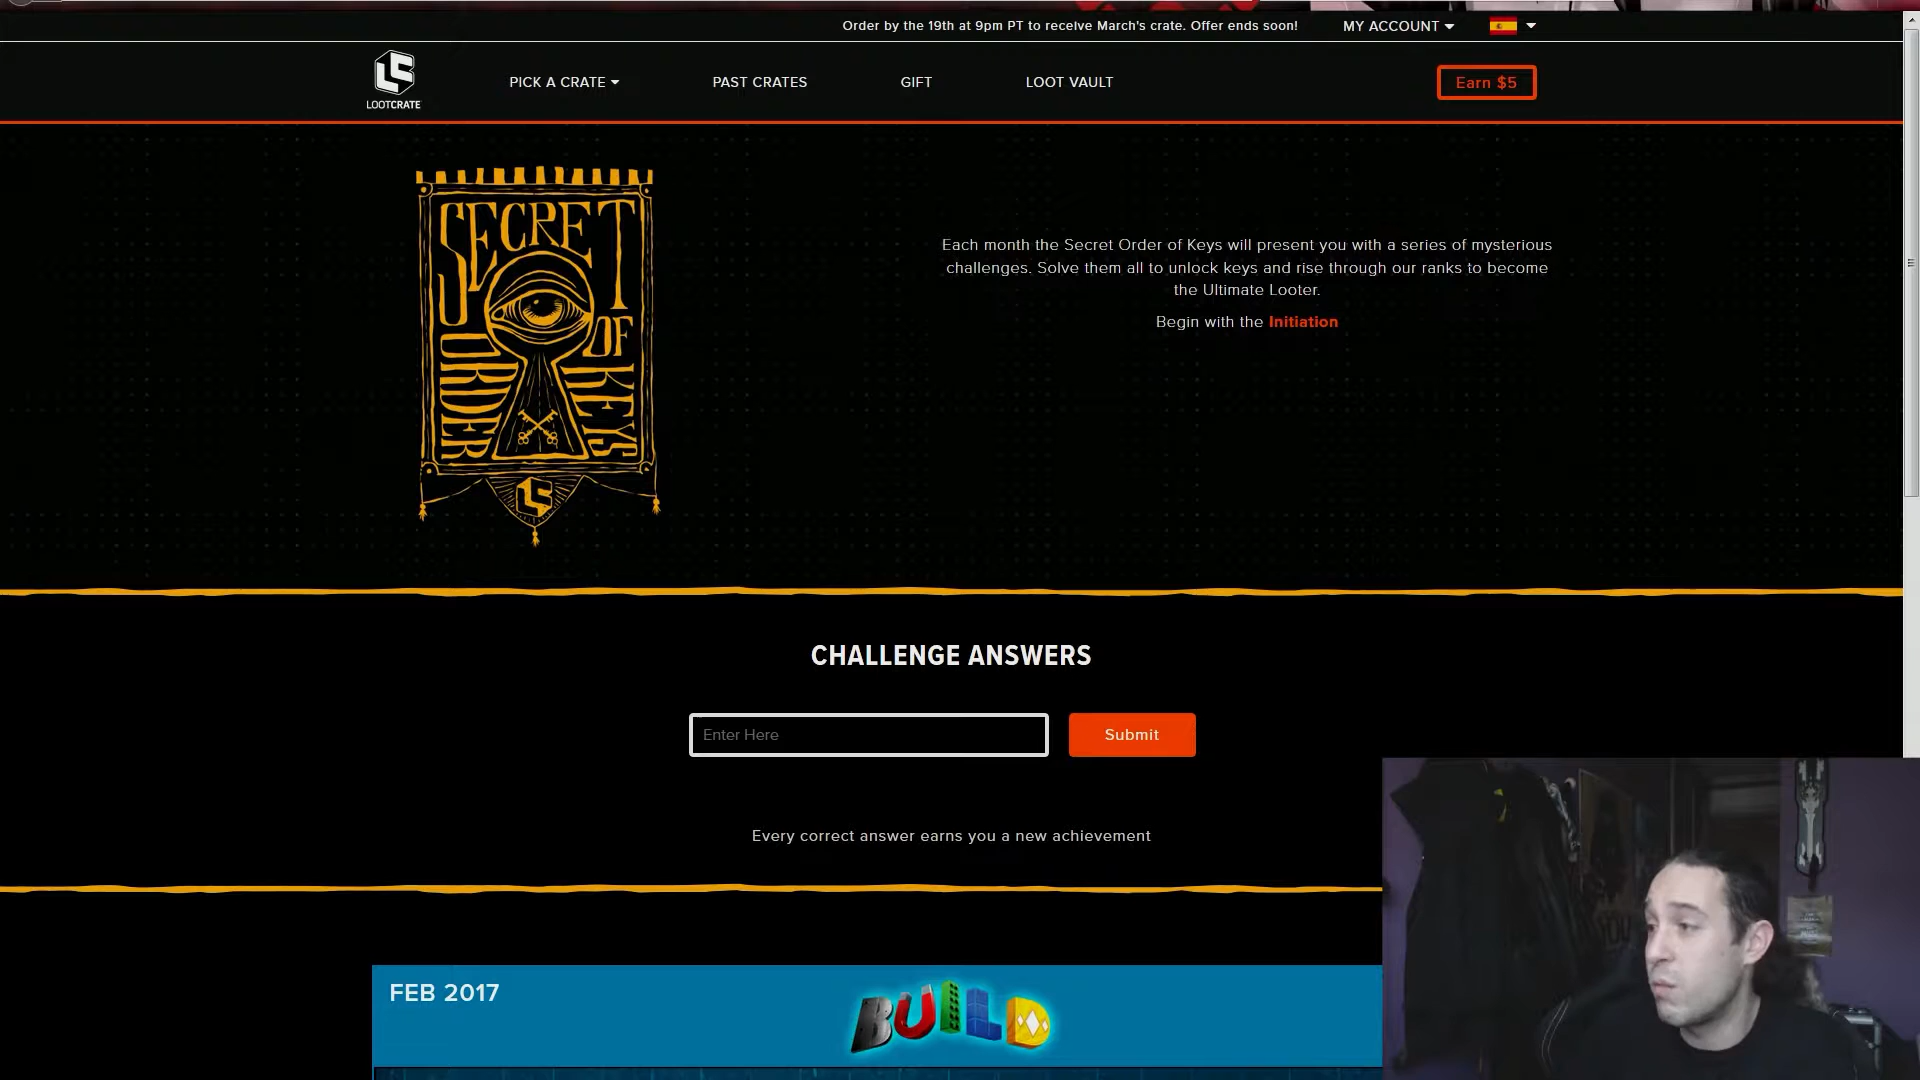 Order by the 19th at 9pm PT to receive March's crate. Offer ends soon!
MY ACCOUNT
LOOTCRATE
PICK A CRATE
PAST CRATES
GIFT
LOOT VAULT
Earn $5
SECRET
ORDER
OF
KEYS
Each month the Secret Order of Keys will present you with a series of mysterious
challenges. Solve them all to unlock keys and rise through our ranks to become
the Ultimate Looter.
Begin with the Initiation
CHALLENGE ANSWERS
Enter Here
Submit
Every correct answer earns you a new achievement
FEB 2017
BUILD